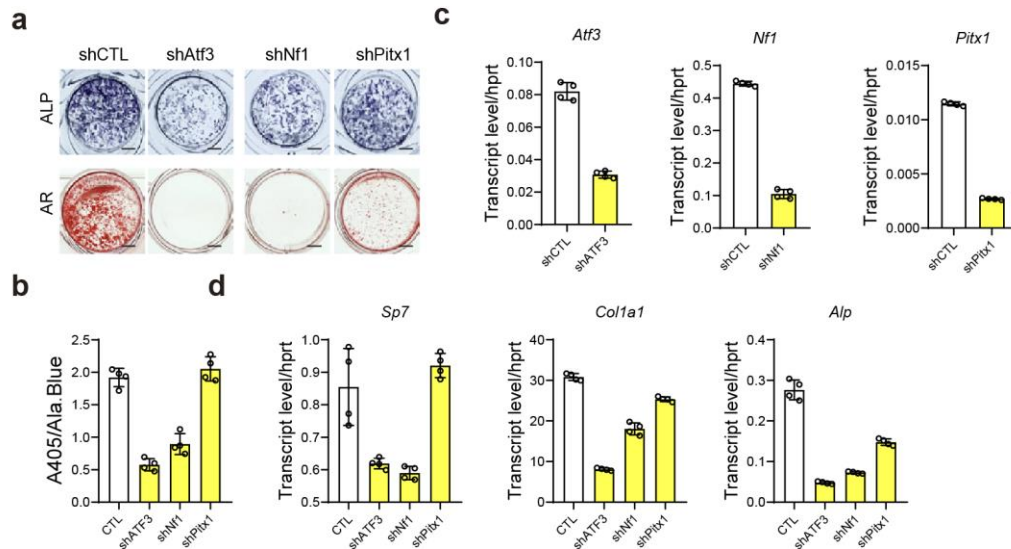 a
shCTL shAtf3 shNf1 shPitx1
ALP
AR
b
A405/Ala.Blue
2.5
2.0
1.5
1.0
0.5
0.0
CTL shATF3 shNf1 shPitx1
c
Atf3
Transcript level/hprt
0.10
0.08
0.06
0.04
0.02
0.00
shCTL shATF3
Nf1
Transcript level/hprt
0.5
0.4
0.3
0.2
0.1
0.0
shCTL shNf1
Pitx1
Transcript level/hprt
0.015
0.010
0.005
0.000
shCTL shPitx1
d
Sp7
Transcript level/hprt
1.0
0.9
0.8
0.7
0.6
0.5
CTL shATF3 shNf1 shPitx1
Col1a1
Transcript level/hprt
40
30
20
10
0
CTL shATF3 shNf1 shPitx1
Alp
Transcript level/hprt
0.4
0.3
0.2
0.1
0.0
CTL shATF3 shNf1 shPitx1